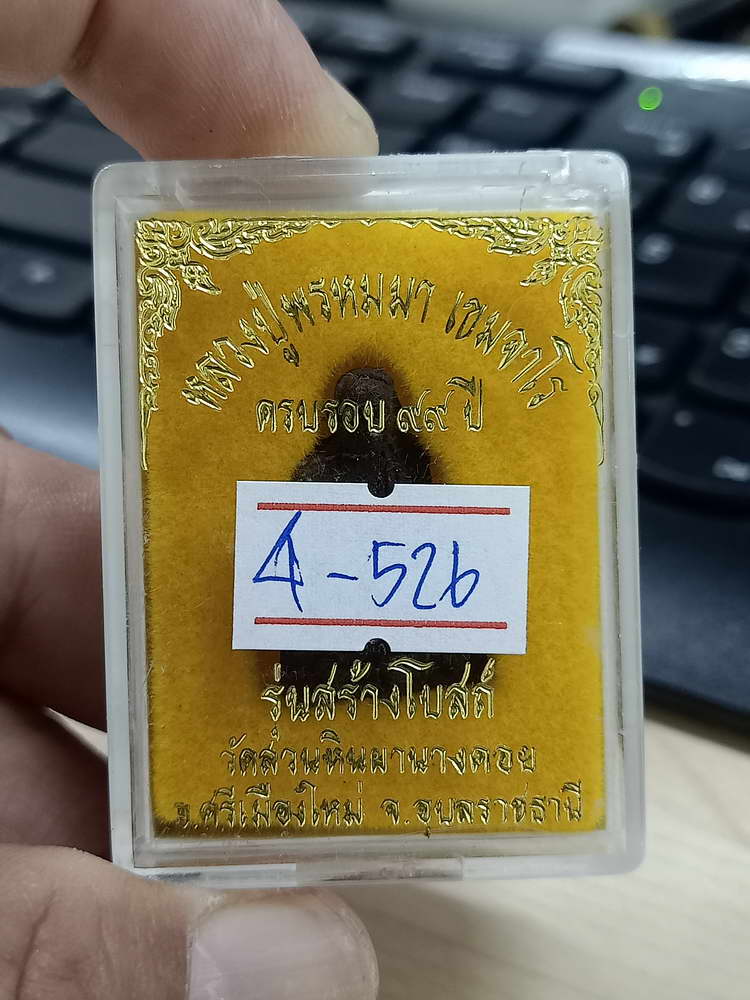 หลวงปู่พรหมมา เขมจาโร
ครบรอบ ๙๙ ปี
4-526
รุ่นสร้างโบสถ์
วัดสวนหินผานางคอย
อ.ศรีเมืองใหม่ จ.อุบลราชธานี